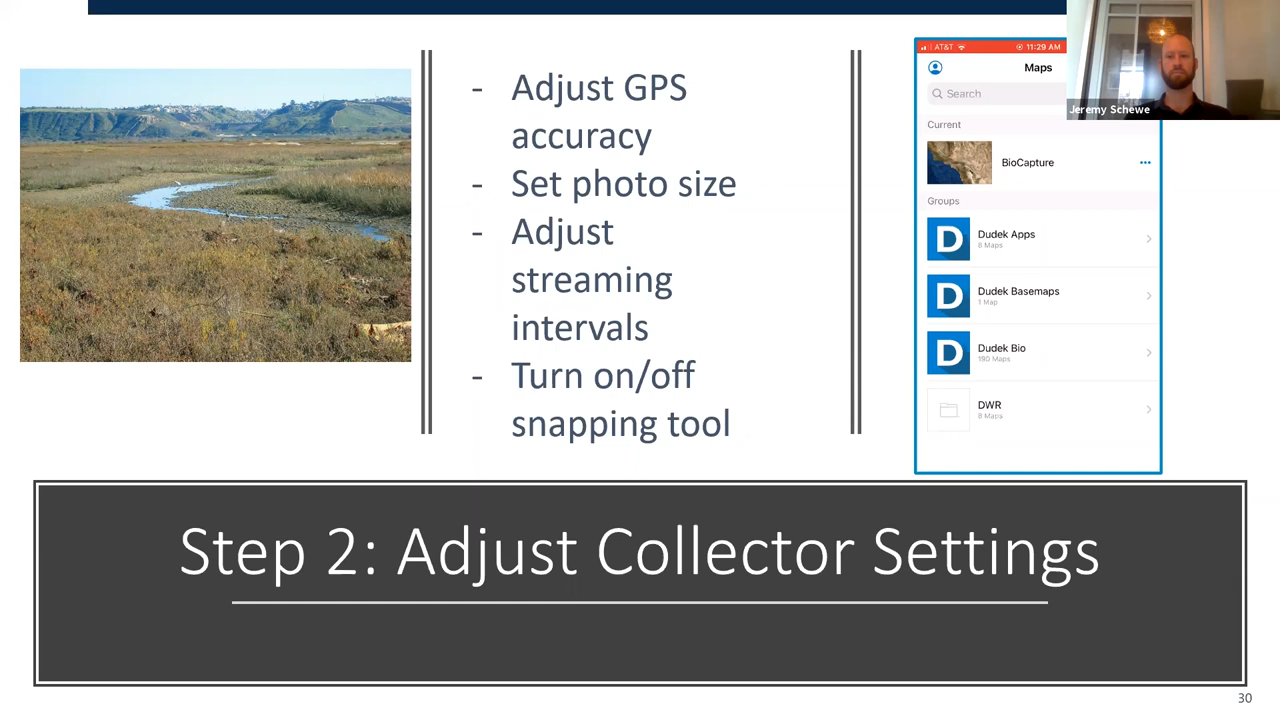 - Adjust GPS
accuracy
- Set photo size
- Adjust
streaming
intervals
- Turn on/off
snapping tool
AT&T 11:29 AM
Maps
Search
Current
BioCapture
Groups
D
Dudek Apps
8 Maps
D
Dudek Basemaps
1 Map
D
Dudek Bio
190 Maps
DWR
8 Maps
Jeremy Schewe
Step 2: Adjust Collector Settings
30